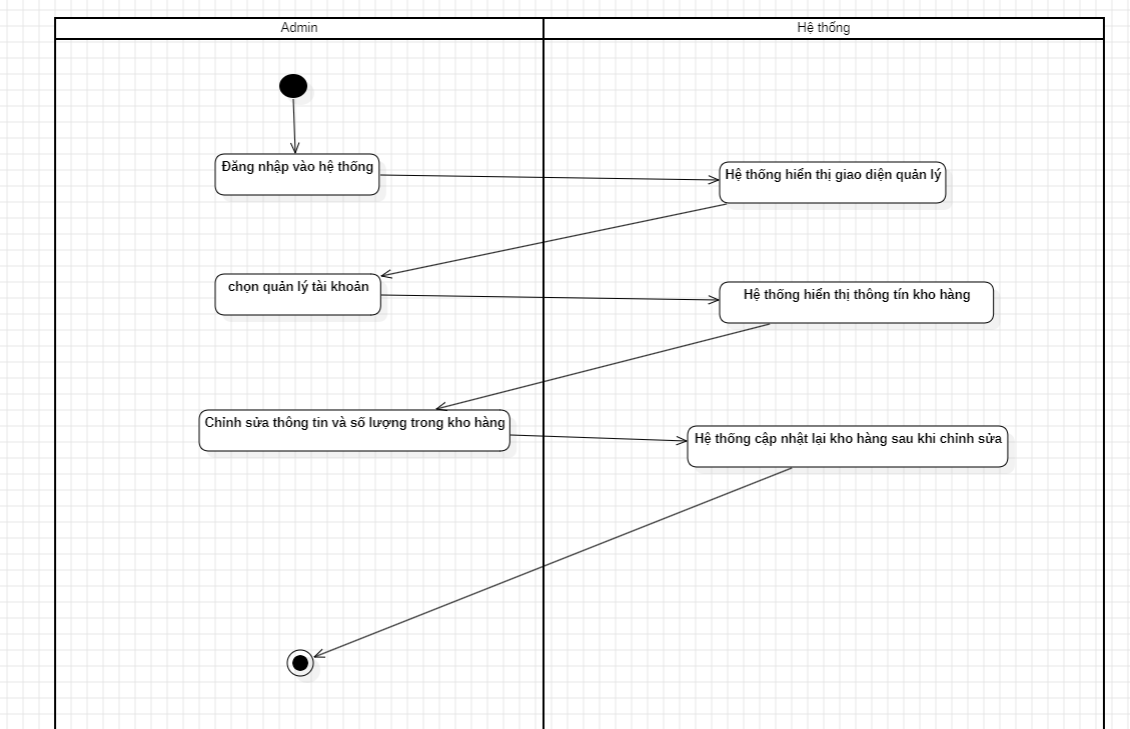 Admin
Hệ thống
Đăng nhập vào hệ thống
Hệ thống hiển thị giao diện quản lý
chọn quản lý tài khoản
Hệ thống hiển thị thông tín kho hàng
Chỉnh sửa thông tin và số lượng trong kho hàng
Hệ thống cập nhật lại kho hàng sau khi chỉnh sửa